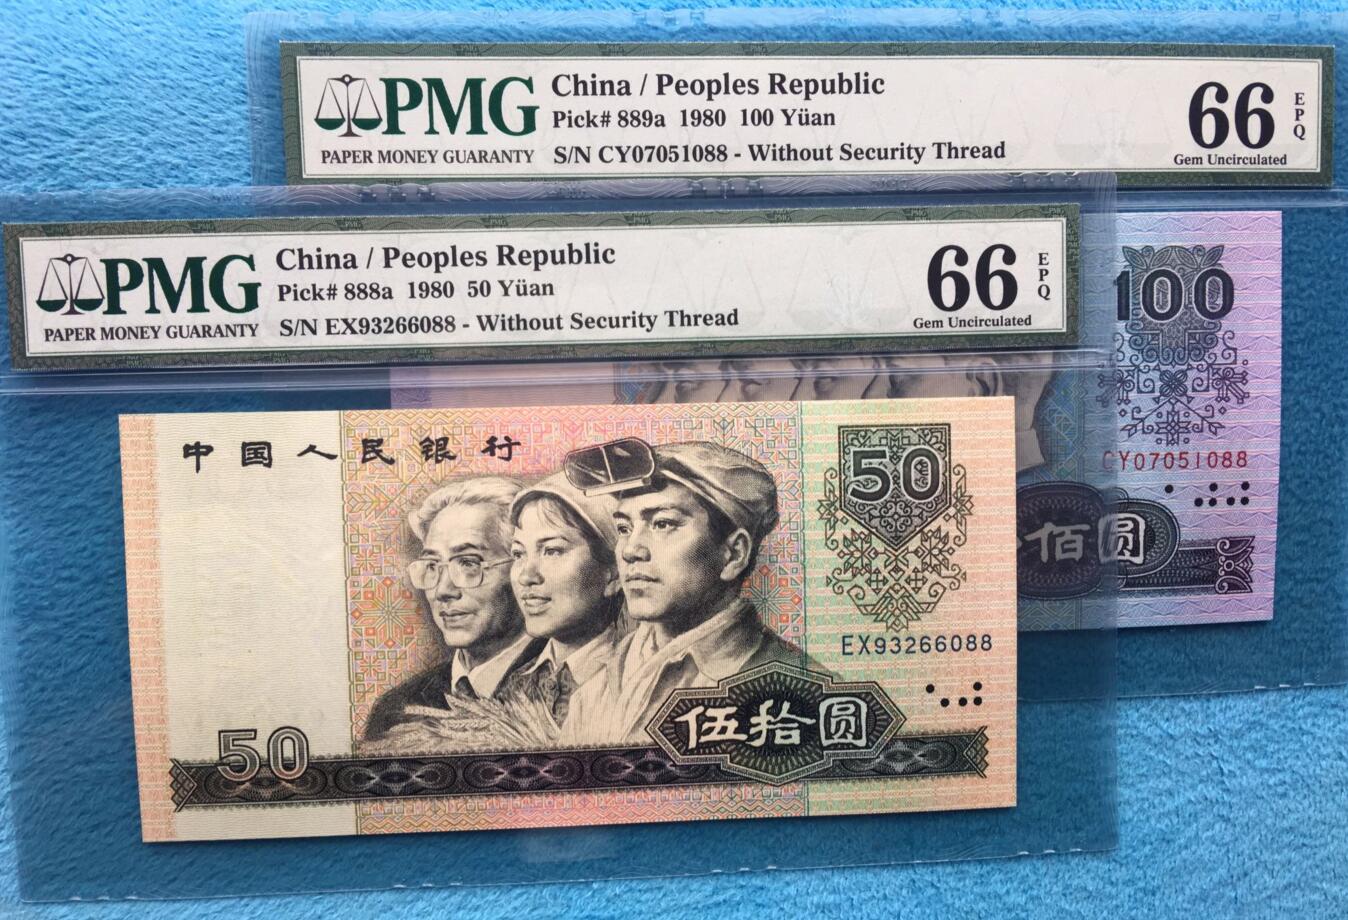 PMG
PAPER MONEY GUARANTY
China / Peoples Republic
Pick# 889a 1980 100 Yüan
S/N CY07051088 - Without Security Thread
66
EPQ
Gem Uncirculated
PMG
PAPER MONEY GUARANTY
China / Peoples Republic
Pick# 888a 1980 50 Yüan
S/N EX93266088 - Without Security Thread
66
EPQ
Gem Uncirculated
100
CY07051088
佰圆
中国人民银行
50
EX93266088
伍拾圆
50